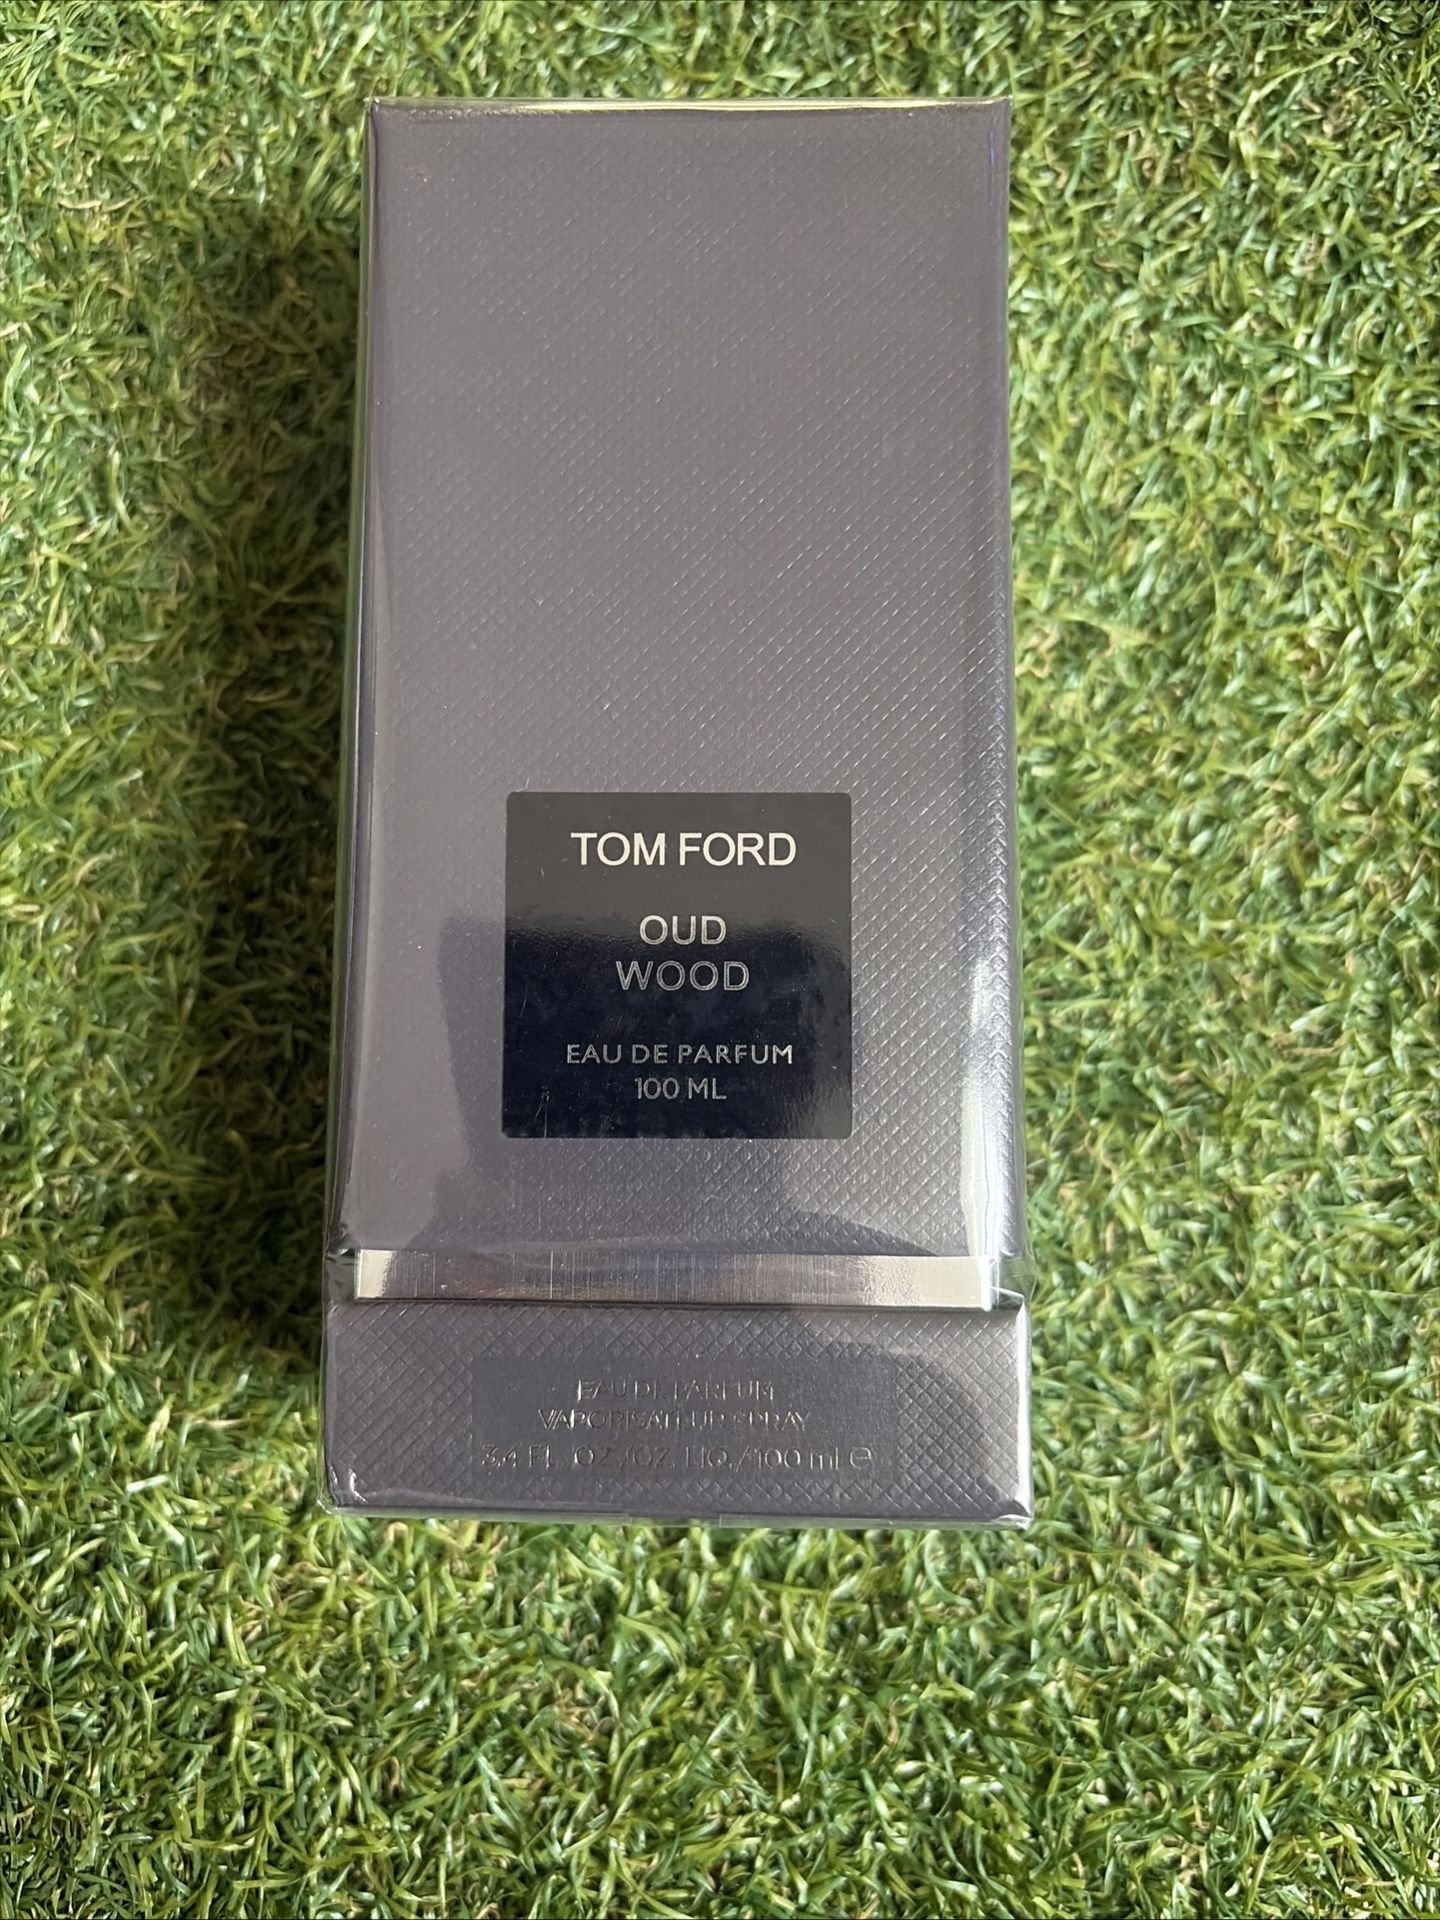 TOM FORD
OUD
WOOD
EAU DE PARFUM
100 ML
EAU DE PARFUM
VAPORISATEUR SPRAY
3.4 FL. OZ./OZ. LIQ./100 ml ℮